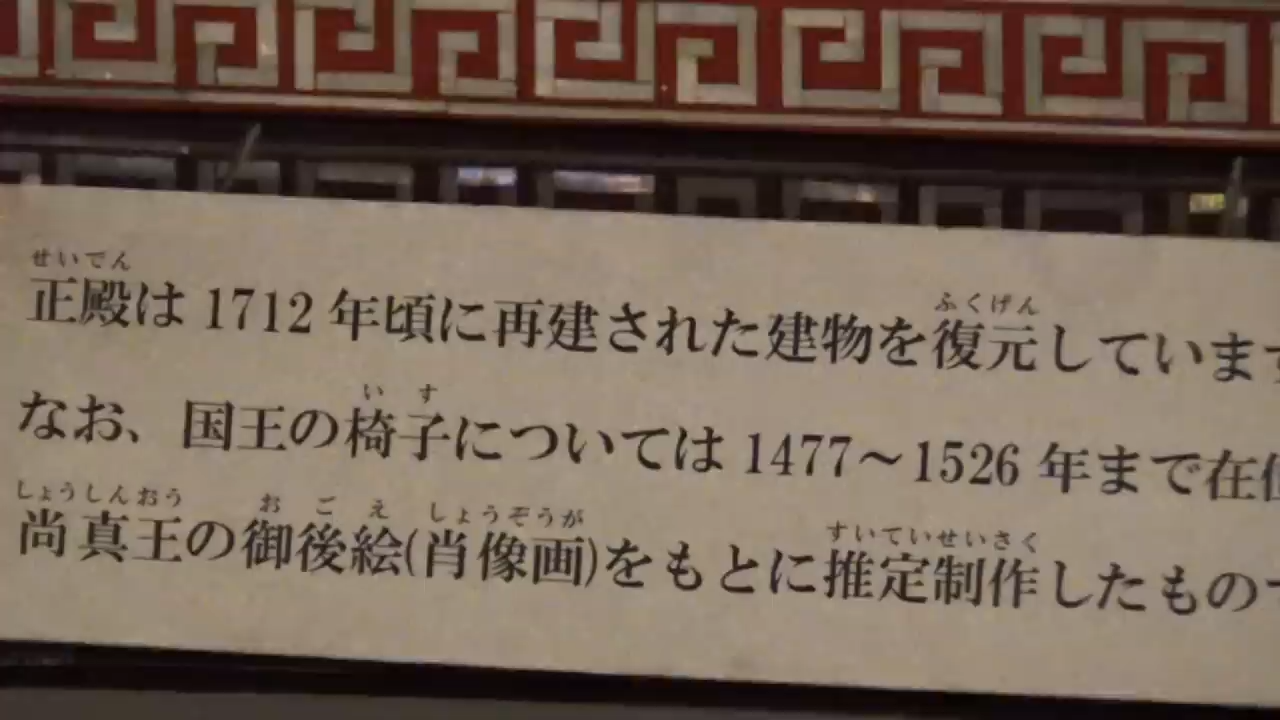 せいでん ふくげん
正殿は 1712 年頃に再建された建物を復元しています
いす
なお、国王の椅子については 1477～1526 年まで在位
しょうしんおう おごえ しょうぞうが すいていせいさく
尚真王の御後絵(肖像画)をもとに推定制作したもの